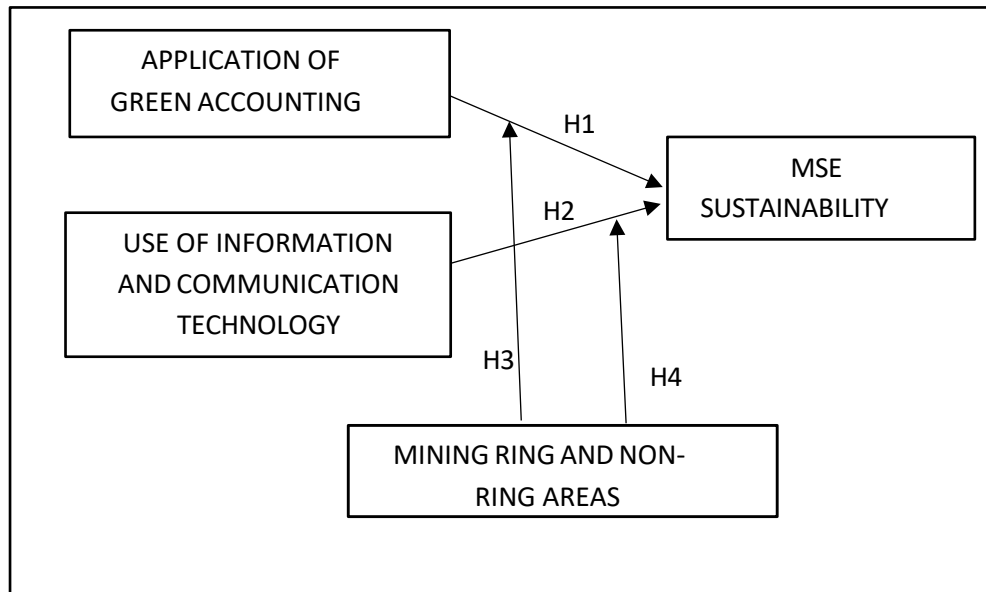 APPLICATION OF
GREEN ACCOUNTING
H1
MSE
SUSTAINABILITY
H2
USE OF INFORMATION
AND COMMUNICATION
TECHNOLOGY
H3
H4
MINING RING AND NON-
RING AREAS